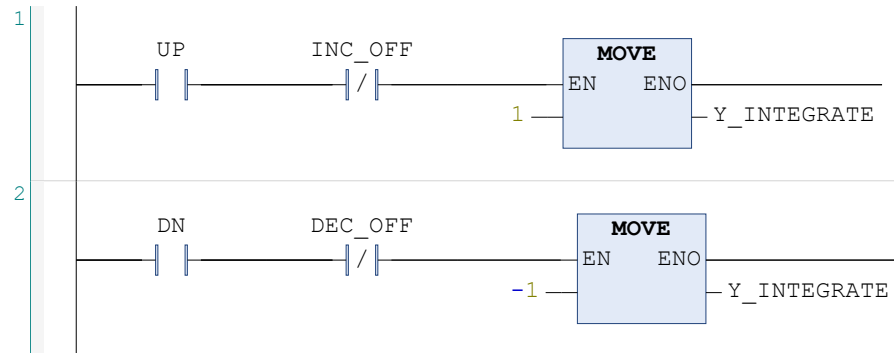 1
UP INC_OFF
MOVE
EN ENO
1 Y_INTEGRATE
2
DN DEC_OFF
MOVE
EN ENO
-1 Y_INTEGRATE